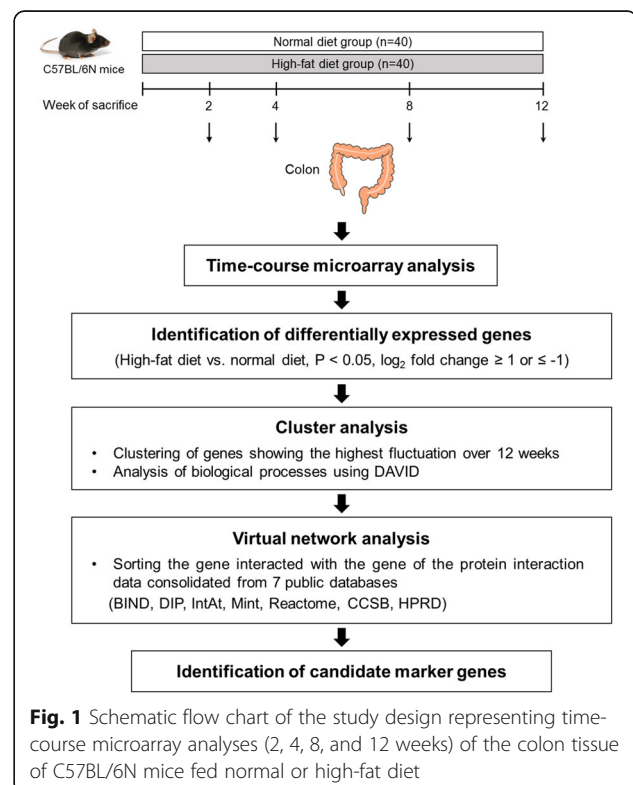 Normal diet group (n=40)
C57BL/6N mice
High-fat diet group (n=40)
Week of sacrifice
2 4 8 12
Colon
Time-course microarray analysis
Identification of differentially expressed genes
(High-fat diet vs. normal diet, P < 0.05, log₂ fold change ≥ 1 or ≤ -1)
Cluster analysis
• Clustering of genes showing the highest fluctuation over 12 weeks
• Analysis of biological processes using DAVID
Virtual network analysis
• Sorting the gene interacted with the gene of the protein interaction
data consolidated from 7 public databases
(BIND, DIP, IntAt, Mint, Reactome, CCSB, HPRD)
Identification of candidate marker genes
Fig. 1 Schematic flow chart of the study design representing time-
course microarray analyses (2, 4, 8, and 12 weeks) of the colon tissue
of C57BL/6N mice fed normal or high-fat diet